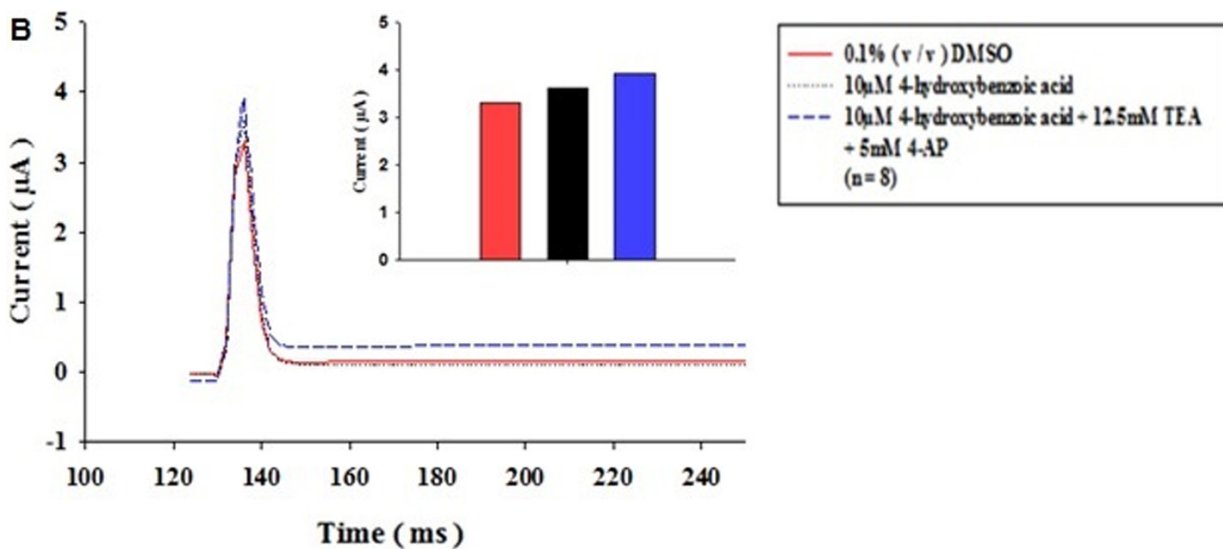 B
5
4
3
2
1
0
-1
Current ( µA )
100 120 140 160 180 200 220 240
Time ( ms )
5
4
3
2
1
0
Current ( µA )
0.1% ( v / v ) DMSO
10µM 4-hydroxybenzoic acid
10µM 4-hydroxybenzoic acid + 12.5mM TEA
+ 5mM 4-AP
(n= 8)